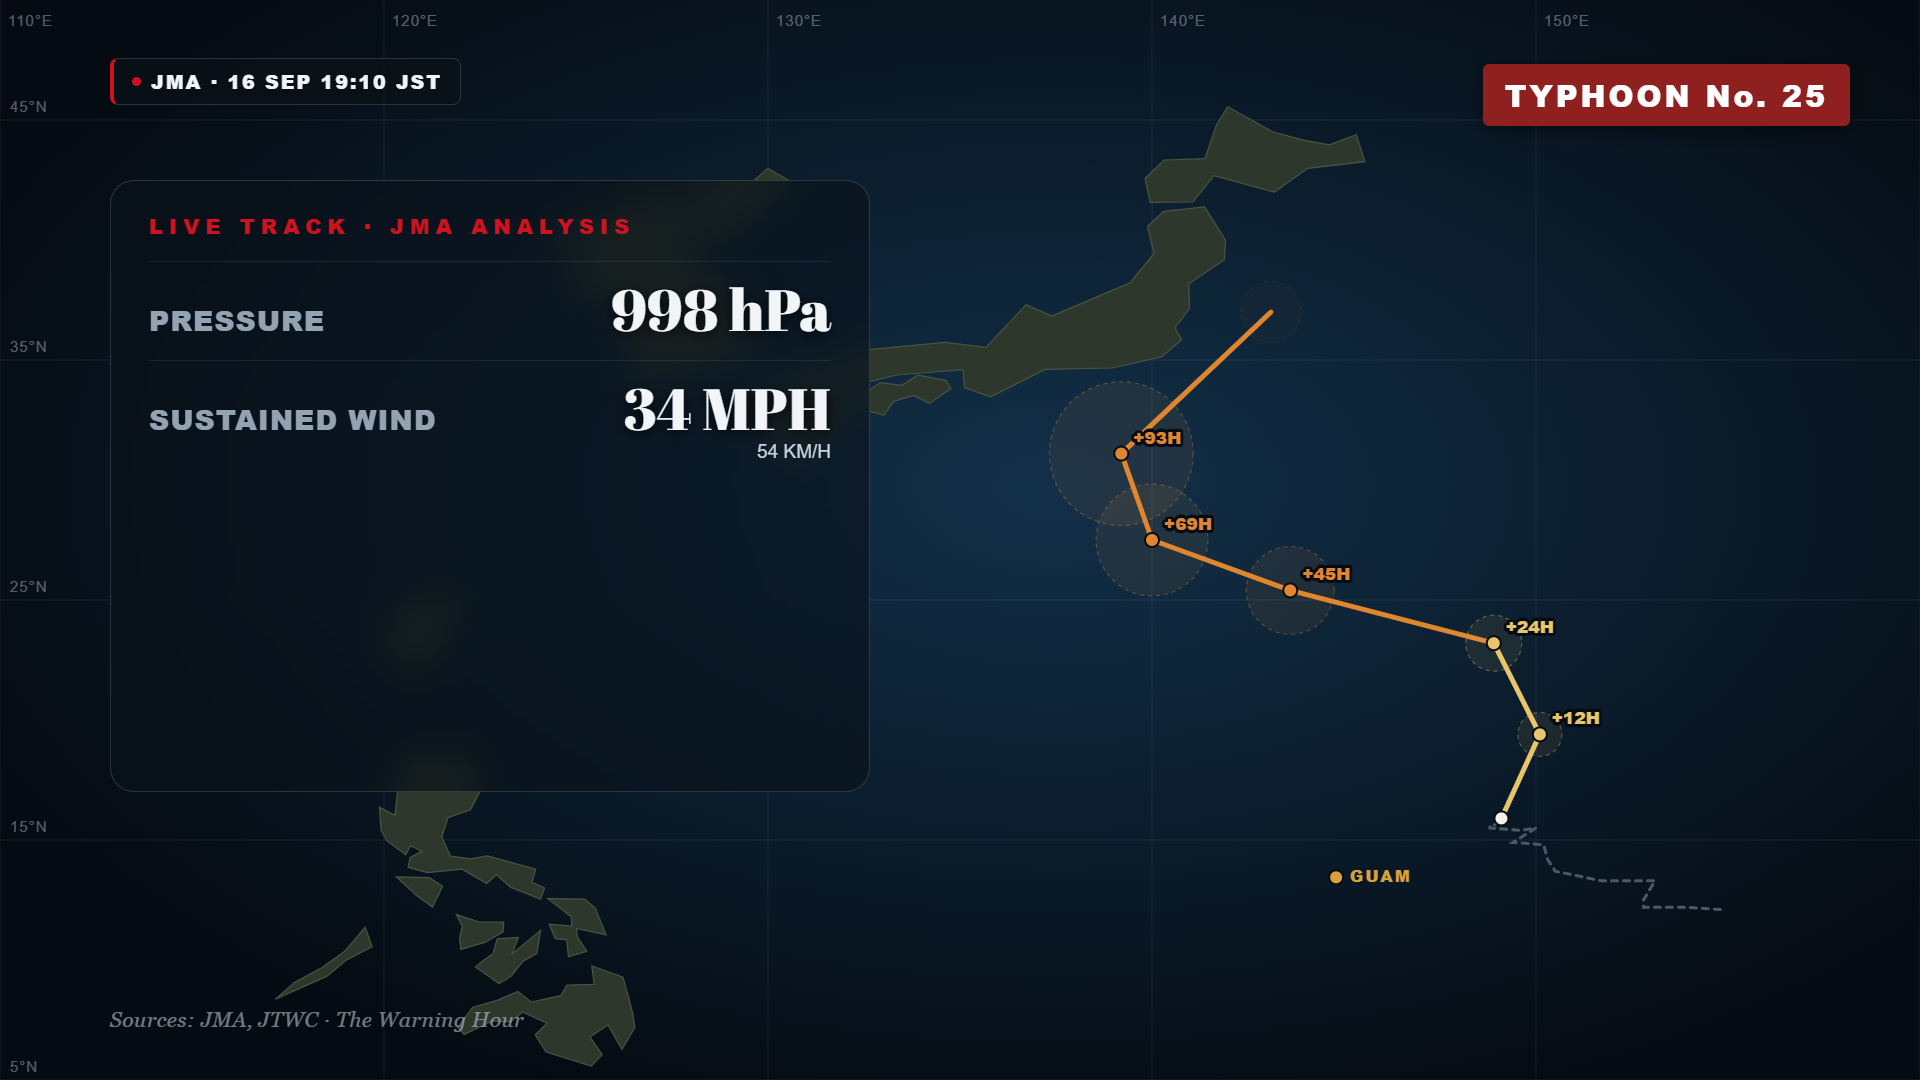 110°E
120°E
130°E
140°E
150°E
JMA · 16 SEP 19:10 JST
TYPHOON No. 25
45°N
LIVE TRACK · JMA ANALYSIS
PRESSURE
998 hPa
SUSTAINED WIND
34 MPH
54 KM/H
35°N
+93H
+69H
+45H
25°N
+24H
+12H
15°N
GUAM
Sources: JMA, JTWC · The Warning Hour
5°N